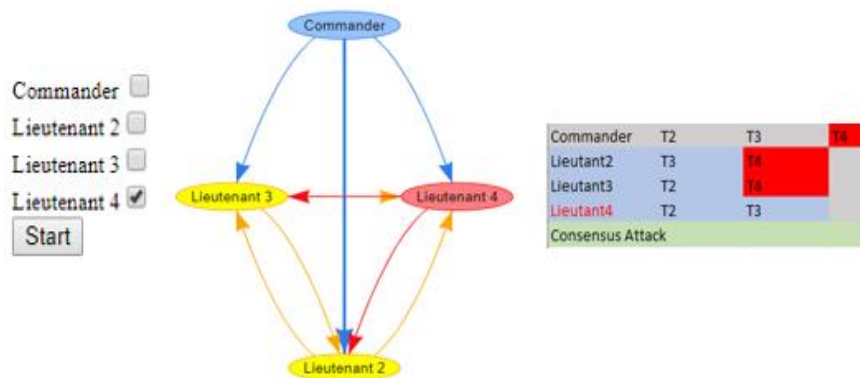 Commander
Lieutenant 2
Lieutenant 3
Lieutenant 4
Start
Commander
Lieutenant 3
Lieutenant 4
Lieutenant 2
Commander T2 T3 T4
Lieutant2 T3 T4
Lieutant3 T2 T4
Lieutant4 T2 T3
Consensus Attack